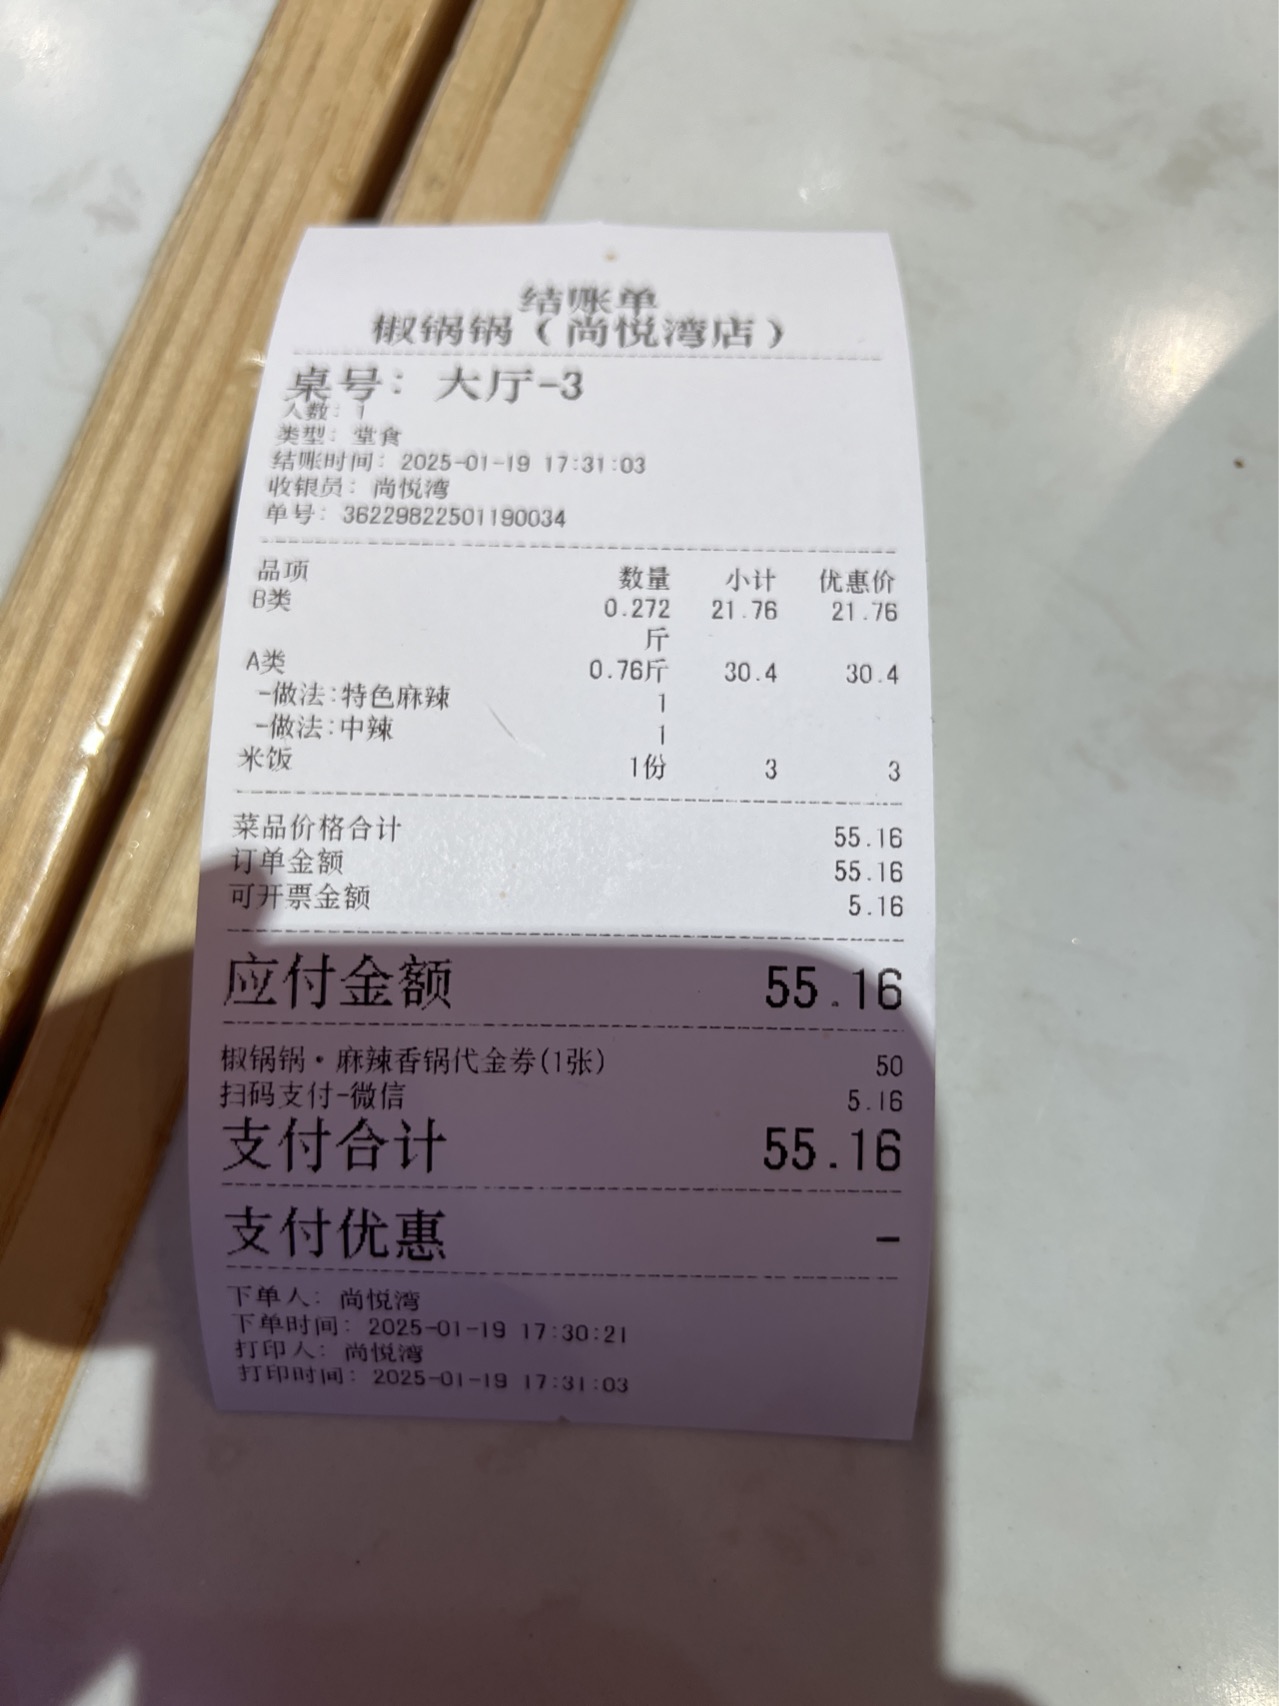 结账单
椒锅锅（尚悦湾店）
桌号：大厅-3
人数：1
类型：堂食
结账时间：2025-01-19 17:31:03
收银员：尚悦湾
单号：36229822501190034
品项 数量 小计 优惠价
B类 0.272斤 21.76 21.76
A类 0.76斤 30.4 30.4
-做法:特色麻辣 1
-做法:中辣 1
米饭 1份 3 3
菜品价格合计 55.16
订单金额 55.16
可开票金额 5.16
应付金额 55.16
椒锅锅·麻辣香锅代金券(1张) 50
扫码支付-微信 5.16
支付合计 55.16
支付优惠 -
下单人：尚悦湾
下单时间：2025-01-19 17:30:21
打印人：尚悦湾
打印时间：2025-01-19 17:31:03